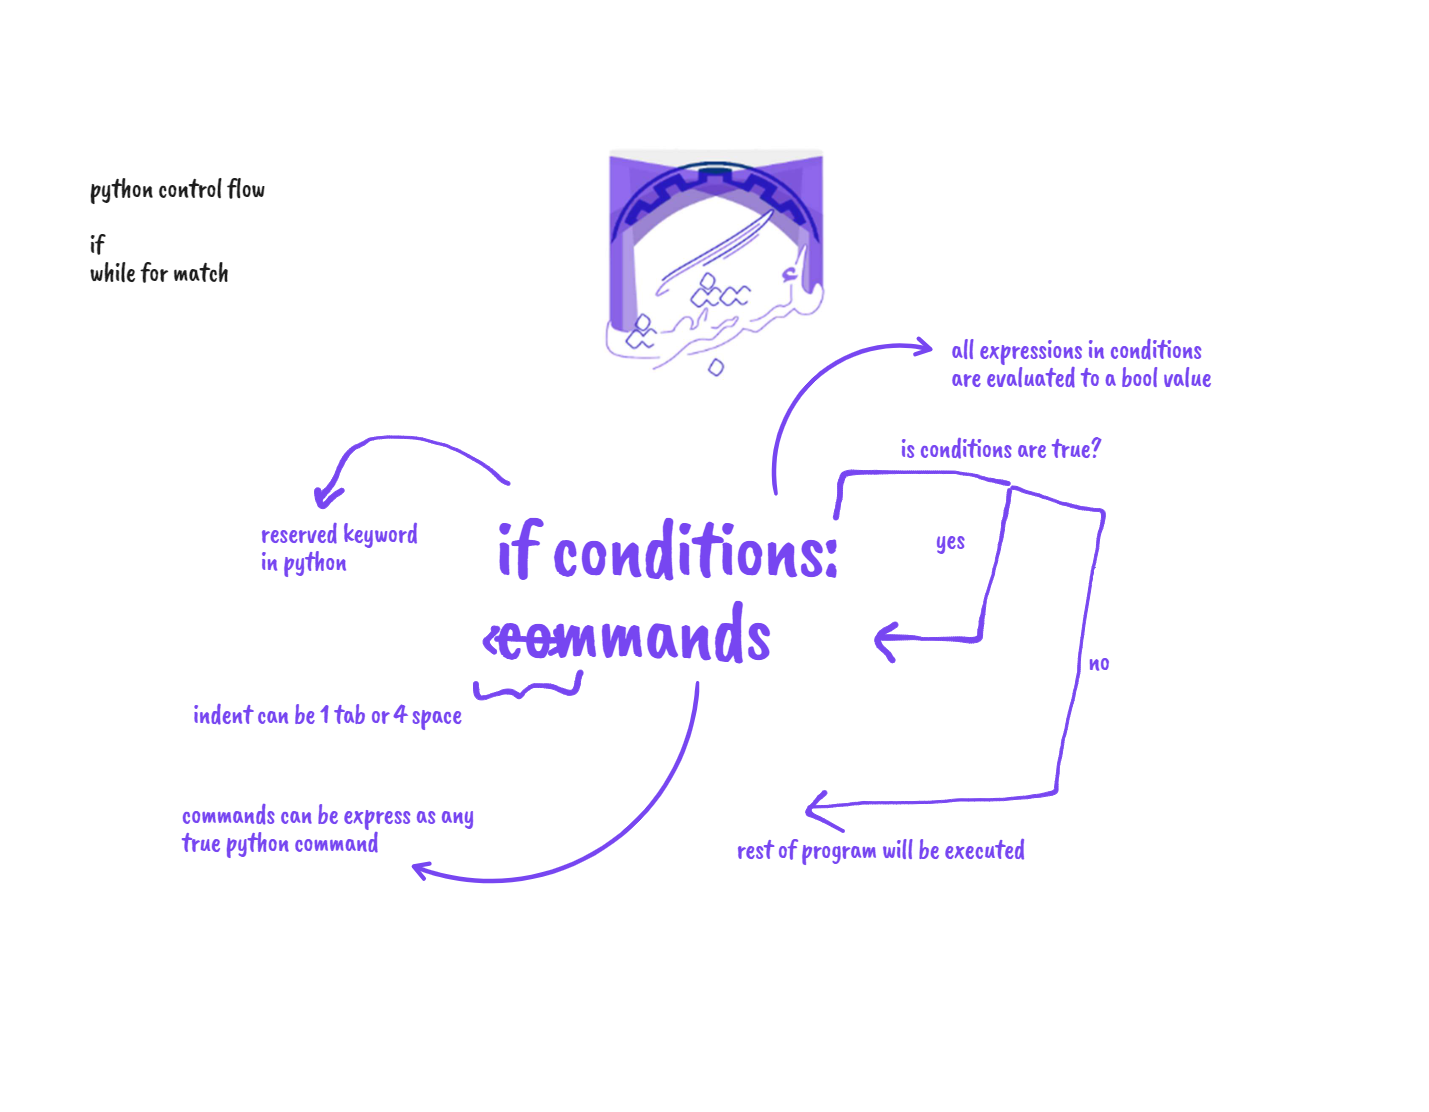 python control flow
if
while for match
all expressions in conditions
are evaluated to a bool value
is conditions are true?
reserved keyword
in python
if conditions:
yes
commands
no
indent can be 1 tab or 4 space
commands can be express as any
true python command
rest of program will be executed